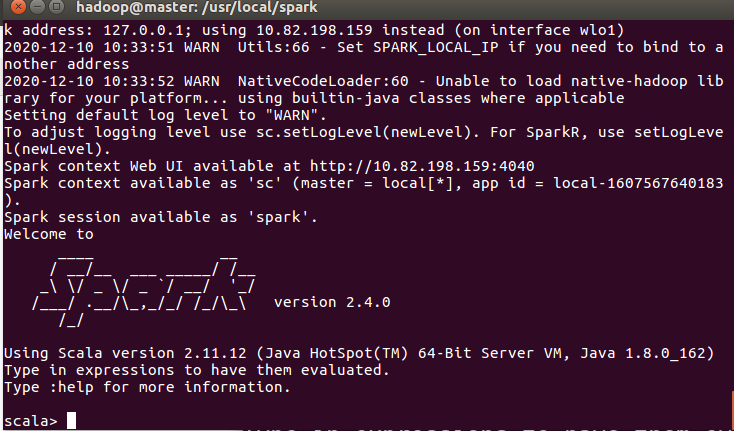 hadoop@master: /usr/local/spark
k address: 127.0.0.1; using 10.82.198.159 instead (on interface wlo1)
2020-12-10 10:33:51 WARN  Utils:66 - Set SPARK_LOCAL_IP if you need to bind to a
nother address
2020-12-10 10:33:52 WARN  NativeCodeLoader:60 - Unable to load native-hadoop lib
rary for your platform... using builtin-java classes where applicable
Setting default log level to "WARN".
To adjust logging level use sc.setLogLevel(newLevel). For SparkR, use setLogLeve
l(newLevel).
Spark context Web UI available at http://10.82.198.159:4040
Spark context available as 'sc' (master = local[*], app id = local-1607567640183
).
Spark session available as 'spark'.
Welcome to
      ____              __
     / __/__  ___ _____/ /__
    _\ \/ _ \/ _ `/ __/  '_/
   /___/ .__/\_,_/_/ /_/\_\   version 2.4.0
      /_/
Using Scala version 2.11.12 (Java HotSpot(TM) 64-Bit Server VM, Java 1.8.0_162)
Type in expressions to have them evaluated.
Type :help for more information.
scala>